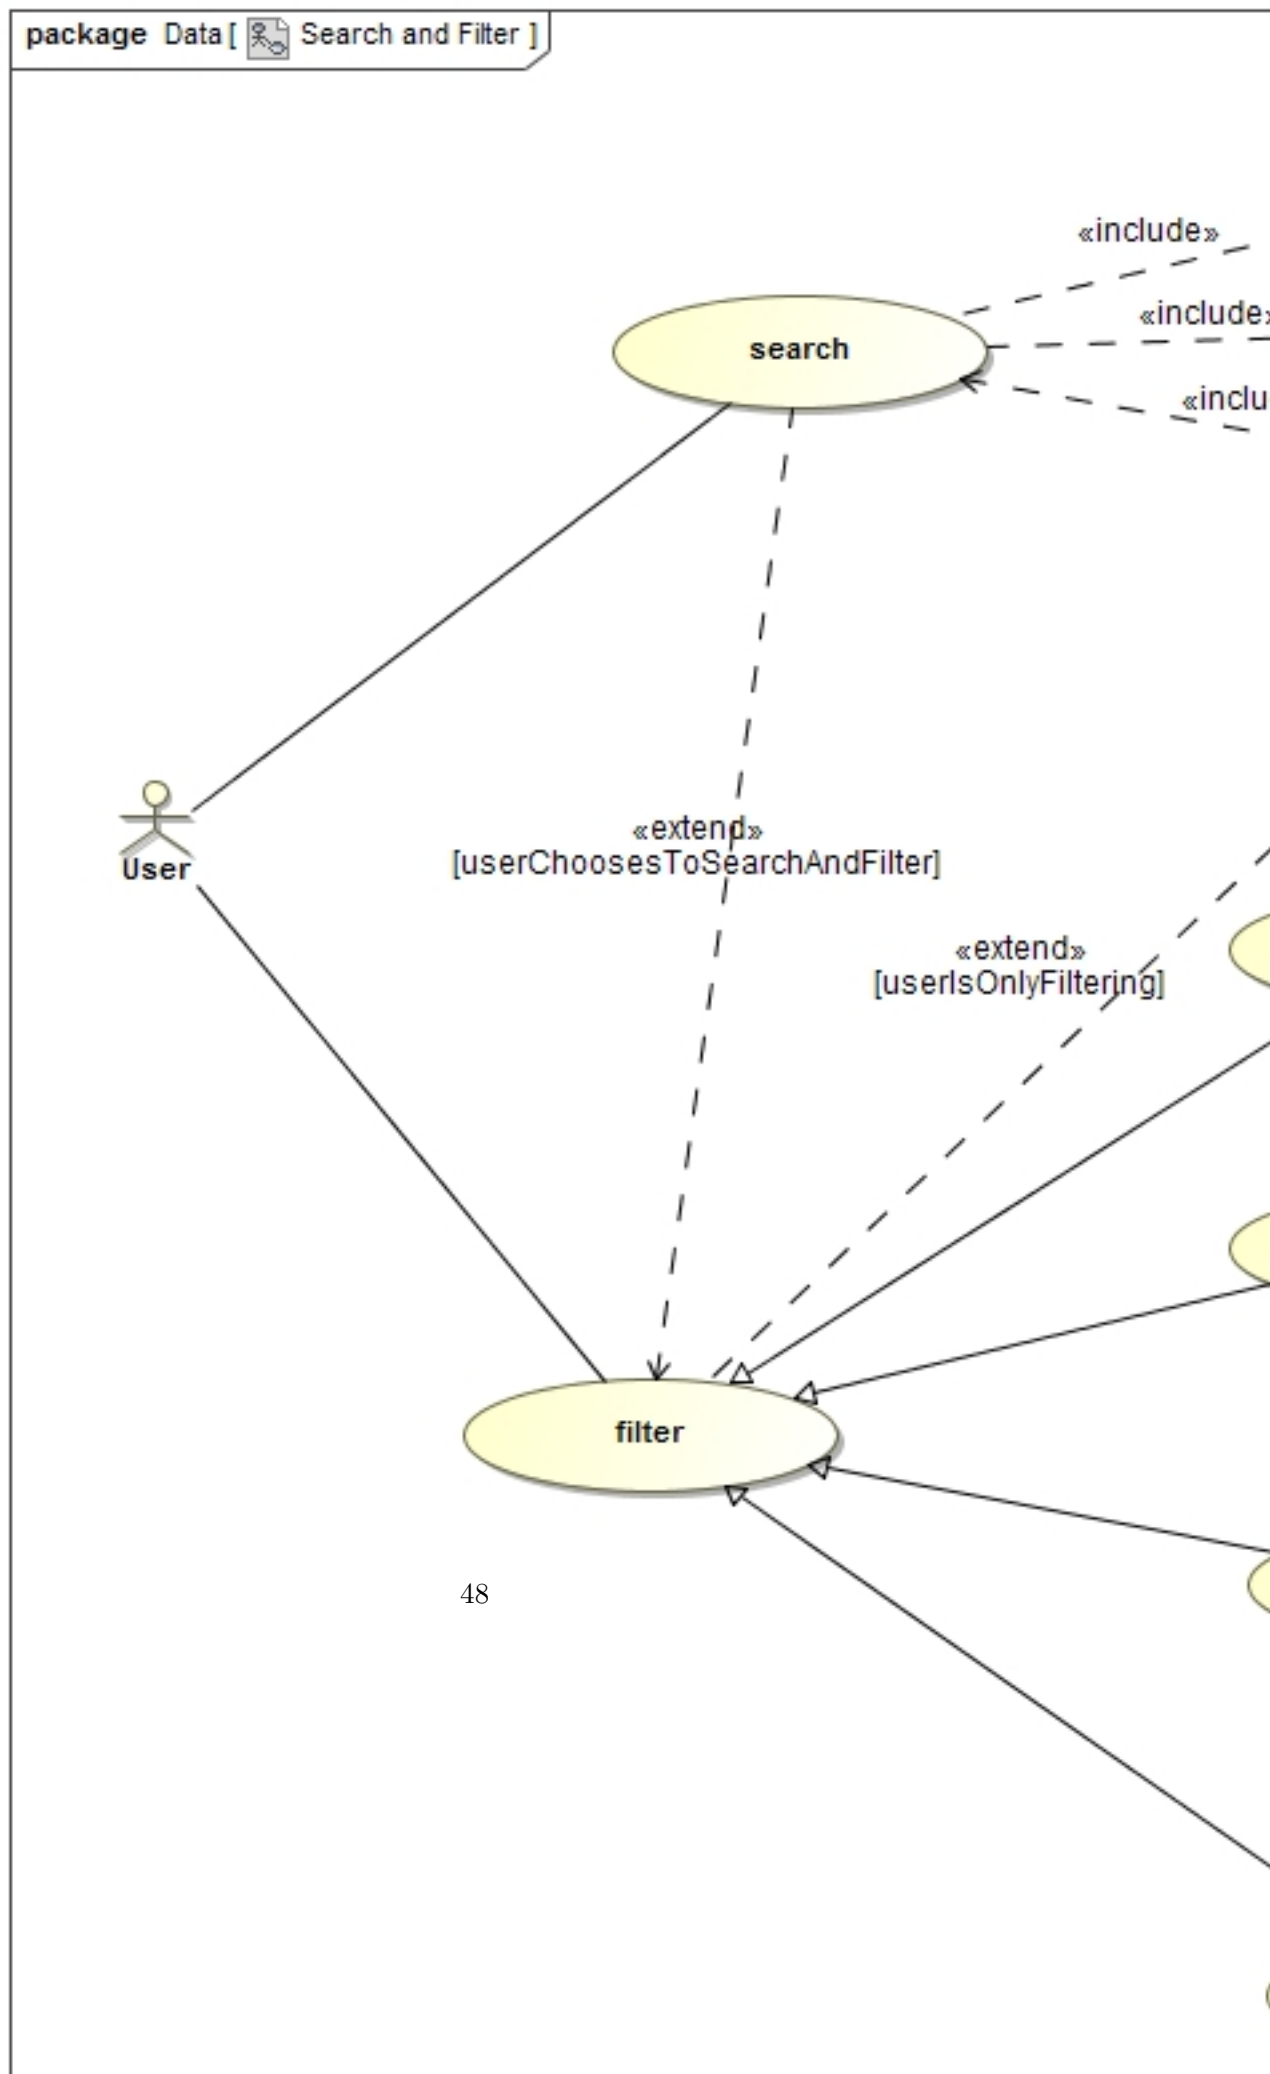 package Data [ Search and Filter ]
«include»
«include»
search
«inclu
User
«extend»
[userChoosesToSearchAndFilter]
«extend»
[userIsOnlyFiltering]
filter
48